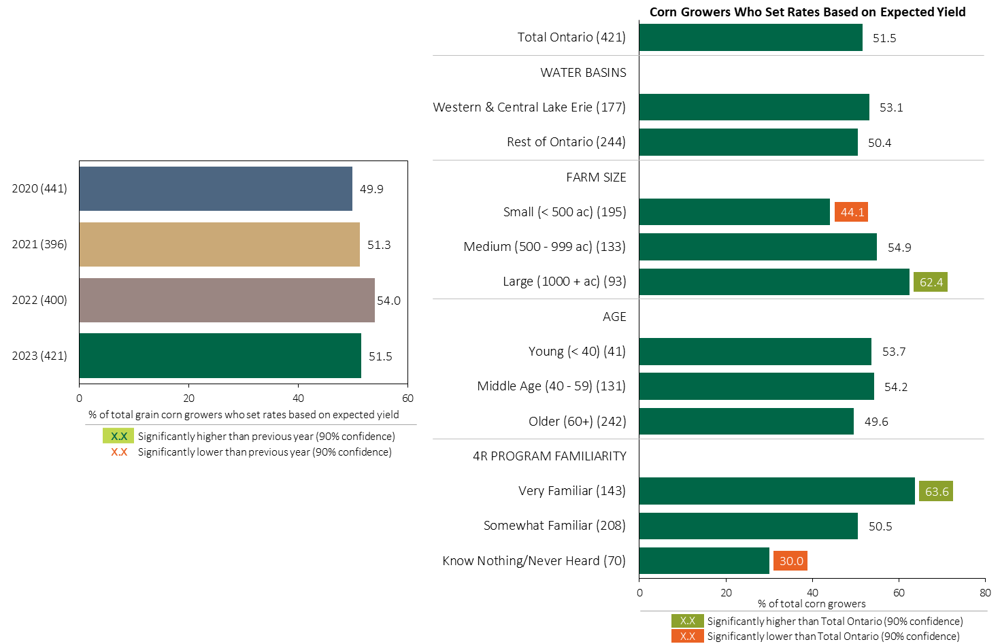 2020 (441)
49.9
2021 (396)
51.3
2022 (400)
54.0
2023 (421)
51.5
0 20 40 60
% of total grain corn growers who set rates based on expected yield
X.X Significantly higher than previous year (90% confidence)
X.X Significantly lower than previous year (90% confidence)
Corn Growers Who Set Rates Based on Expected Yield
Total Ontario (421) 51.5
WATER BASINS
Western & Central Lake Erie (177) 53.1
Rest of Ontario (244) 50.4
FARM SIZE
Small (< 500 ac) (195) 44.1
Medium (500 - 999 ac) (133) 54.9
Large (1000 + ac) (93) 62.4
AGE
Young (< 40) (41) 53.7
Middle Age (40 - 59) (131) 54.2
Older (60+) (242) 49.6
4R PROGRAM FAMILIARITY
Very Familiar (143) 63.6
Somewhat Familiar (208) 50.5
Know Nothing/Never Heard (70) 30.0
0 20 40 60 80
% of total corn growers
X.X Significantly higher than Total Ontario (90% confidence)
X.X Significantly lower than Total Ontario (90% confidence)